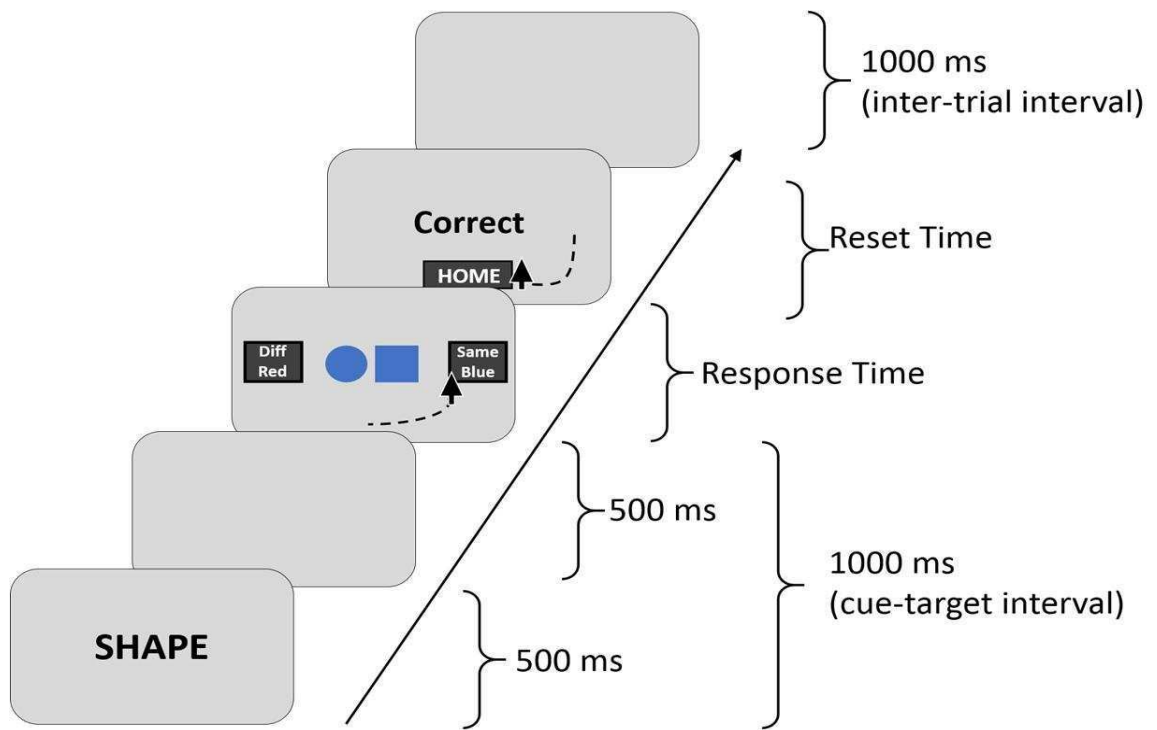 1000 ms
(inter-trial interval)
Correct
HOME
Reset Time
Diff
Red
Same
Blue
Response Time
500 ms
1000 ms
(cue-target interval)
SHAPE
500 ms